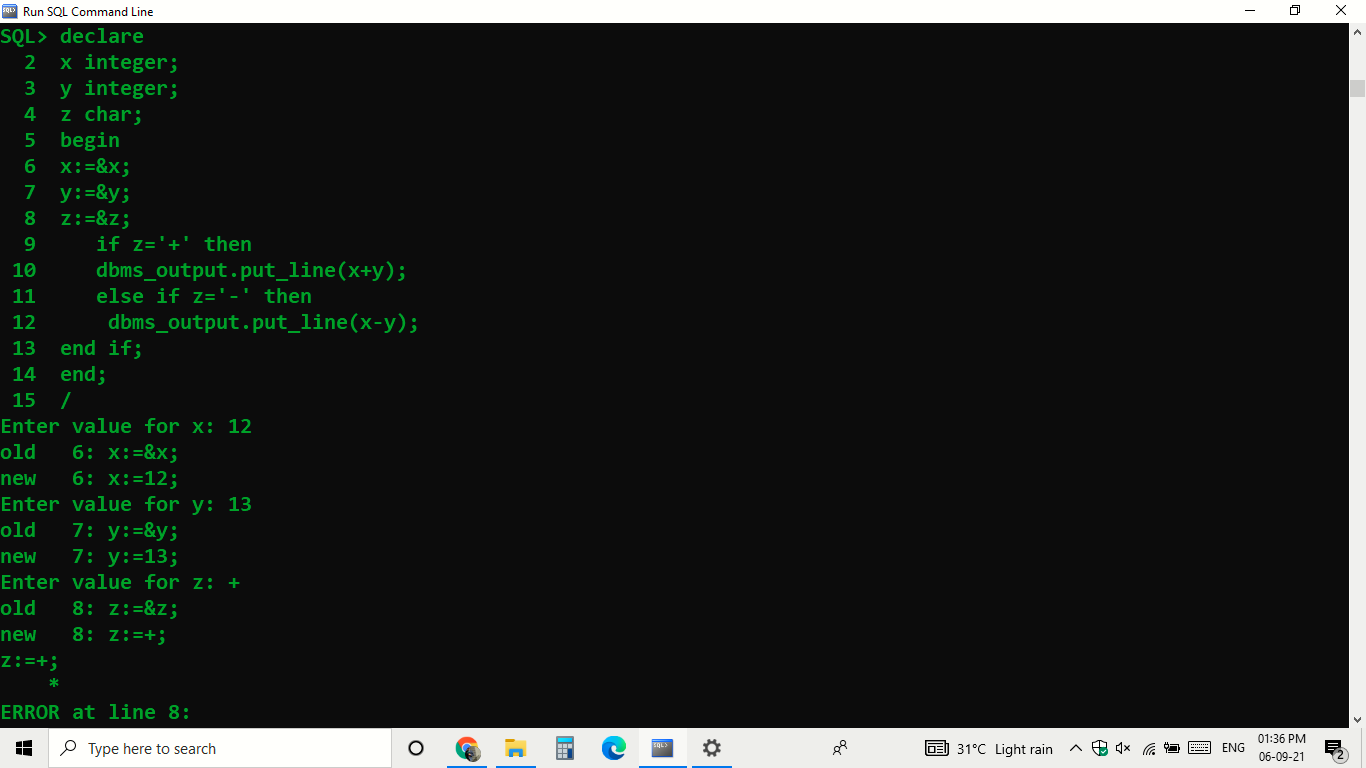 Run SQL Command Line
SQL> declare
2 x integer;
3 y integer;
4 z char;
5 begin
6 x:=&x;
7 y:=&y;
8 z:=&z;
9 if z='+' then
10 dbms_output.put_line(x+y);
11 else if z='-' then
12 dbms_output.put_line(x-y);
13 end if;
14 end;
15 /
Enter value for x: 12
old 6: x:=&x;
new 6: x:=12;
Enter value for y: 13
old 7: y:=&y;
new 7: y:=13;
Enter value for z: +
old 8: z:=&z;
new 8: z:=+;
z:=+;
*
ERROR at line 8:
Type here to search
SQL>
31°C Light rain
ENG
01:36 PM
06-09-21
2